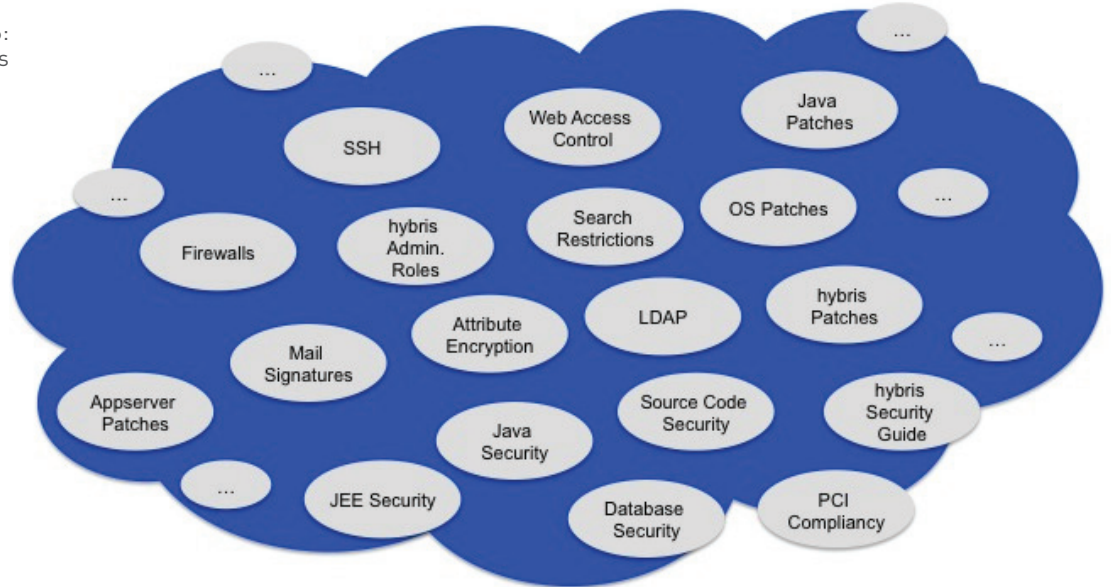 ...
...
SSH
Web Access
Control
Java
Patches
...
Firewalls
hybris
Admin.
Roles
Search
Restrictions
OS Patches
...
Mail
Signatures
Attribute
Encryption
LDAP
hybris
Patches
...
Appserver
Patches
Java
Security
Source Code
Security
hybris
Security
Guide
...
JEE Security
Database
Security
PCI
Compliancy